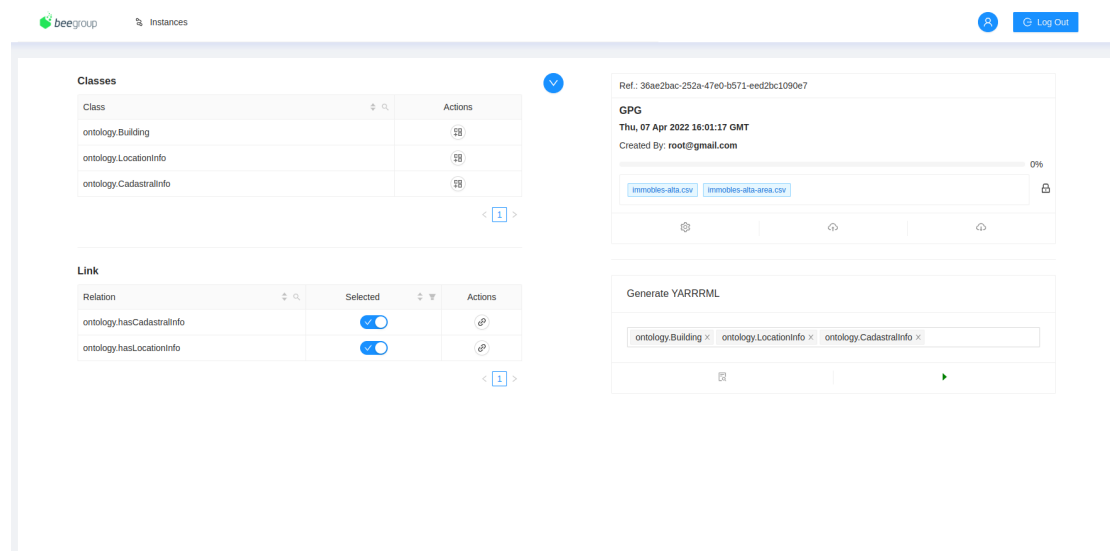 beegroup
Instances
Log Out
Classes
Class
Actions
ontology.Building
ontology.LocationInfo
ontology.CadastralInfo
1
Link
Relation
Selected
Actions
ontology.hasCadastralInfo
ontology.hasLocationInfo
1
Ref.: 36ae2bac-252a-47e0-b571-eed2bc1090e7
GPG
Thu, 07 Apr 2022 16:01:17 GMT
Created By: root@gmail.com
0%
immobles-alta.csv immobles-alta-area.csv
Generate YARRRML
ontology.Building × ontology.LocationInfo × ontology.CadastralInfo ×